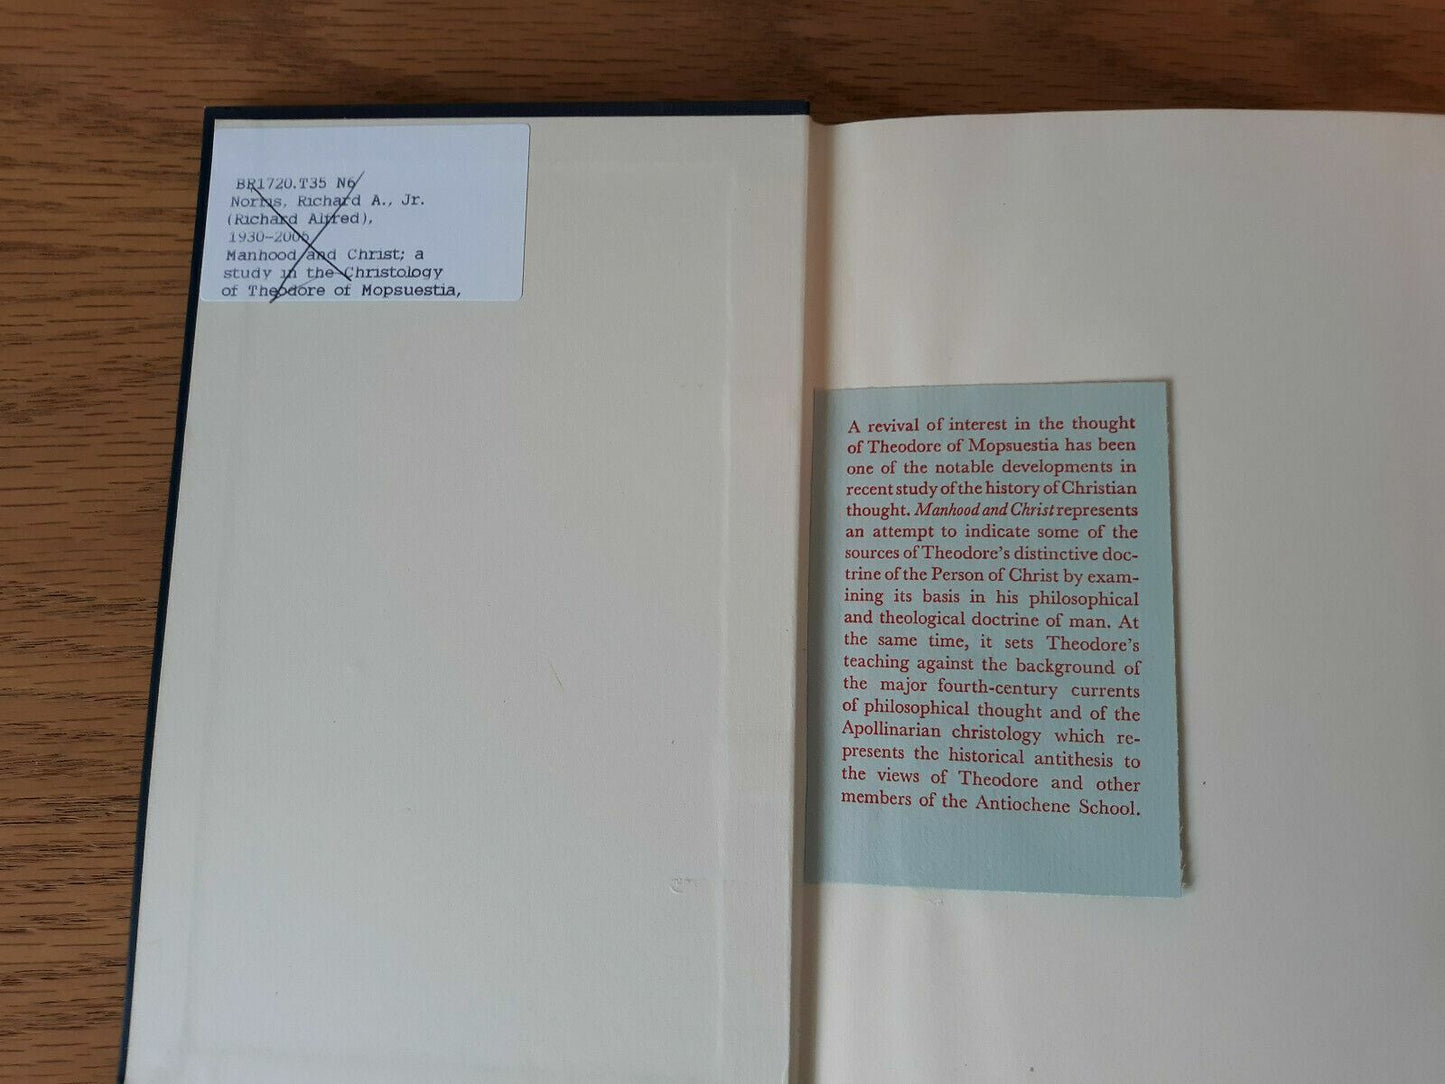 BR1720.T35 N6
Norris, Richard A., Jr.
(Richard Alfred),
1930-2005
Manhood and Christ; a
study in the Christology
of Theodore of Mopsuestia,
A revival of interest in the thought
of Theodore of Mopsuestia has been
one of the notable developments in
recent study of the history of Christian
thought. Manhood and Christ represents
an attempt to indicate some of the
sources of Theodore's distinctive doc-
trine of the Person of Christ by exam-
ining its basis in his philosophical
and theological doctrine of man. At
the same time, it sets Theodore's
teaching against the background of
the major fourth-century currents
of philosophical thought and of the
Apollinarian christology which re-
presents the historical antithesis to
the views of Theodore and other
members of the Antiochene School.